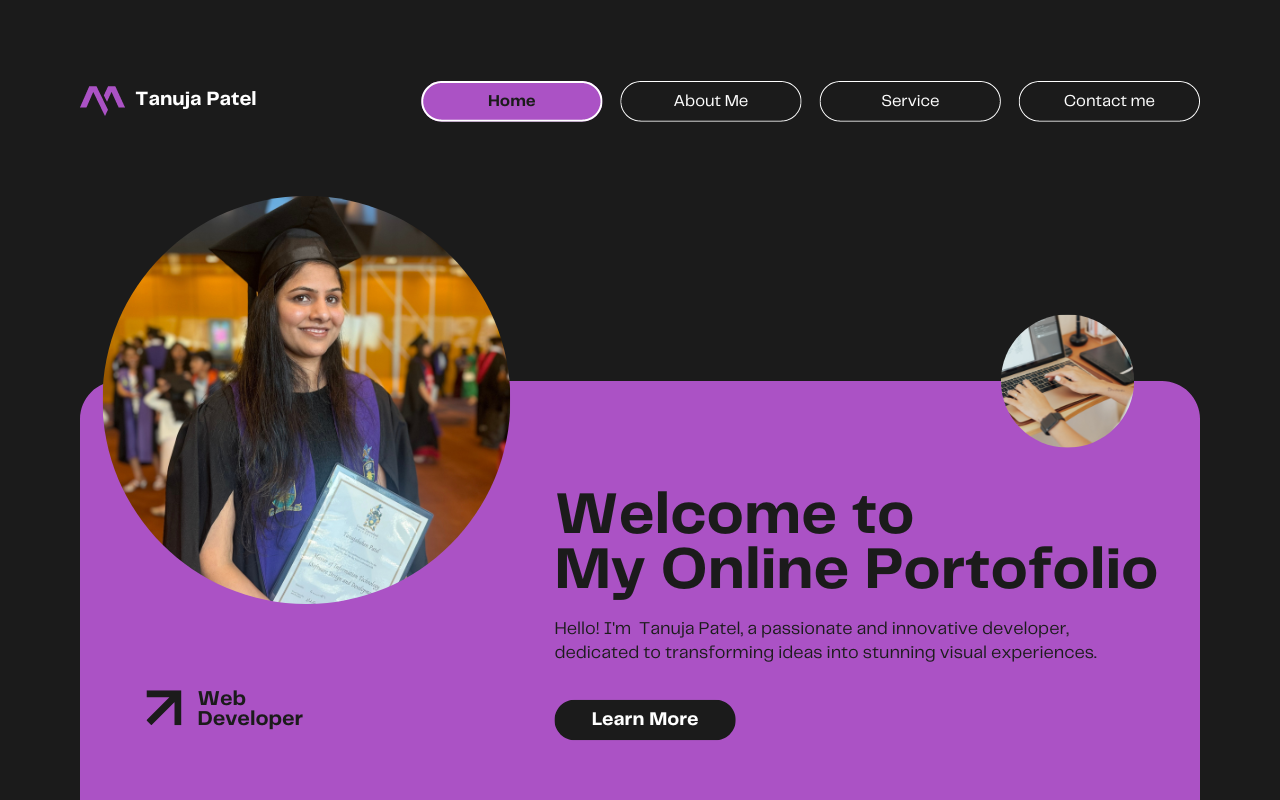 Tanuja Patel
Home
About Me
Service
Contact me
Welcome to
My Online Portofolio
Hello! I'm  Tanuja Patel, a passionate and innovative developer,
dedicated to transforming ideas into stunning visual experiences.
Learn More
Web
Developer